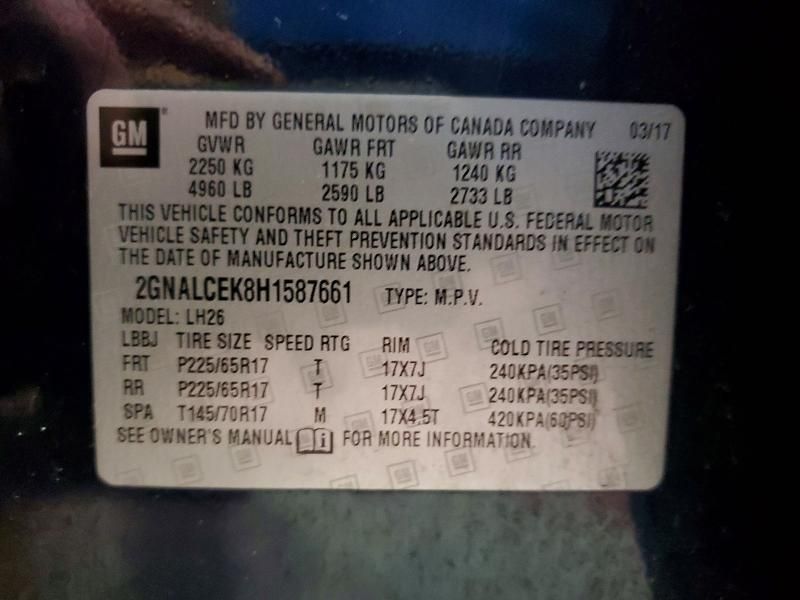 GM MFD BY GENERAL MOTORS OF CANADA COMPANY 03/17
GVWR GAWR FRT GAWR RR
2250 KG 1175 KG 1240 KG
4960 LB 2590 LB 2733 LB
THIS VEHICLE CONFORMS TO ALL APPLICABLE U.S. FEDERAL MOTOR
VEHICLE SAFETY AND THEFT PREVENTION STANDARDS IN EFFECT ON
THE DATE OF MANUFACTURE SHOWN ABOVE.
2GNALCEK8H1587661 TYPE: M.P.V.
MODEL: LH26
LBBJ TIRE SIZE SPEED RTG RIM COLD TIRE PRESSURE
FRT P225/65R17 T 17X7J 240KPA(35PSI)
RR P225/65R17 T 17X7J 240KPA(35PSI)
SPA T145/70R17 M 17X4.5T 420KPA(60PSI)
SEE OWNER'S MANUAL i FOR MORE INFORMATION.